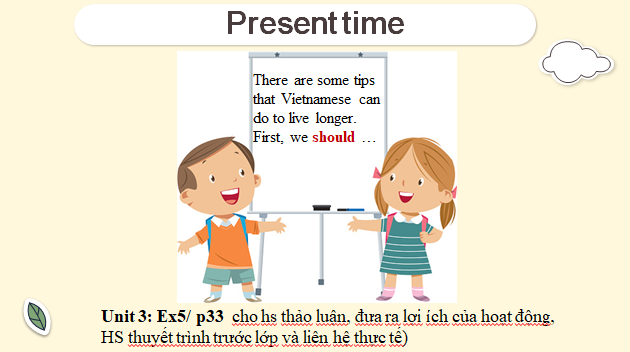 Present time
There are some tips
that Vietnamese can
do to live longer.
First, we should …
Unit 3: Ex5/ p33 cho hs thảo luận, đưa ra lợi ích của hoạt động,
HS thuyết trình trước lớp và liên hệ thực tế)